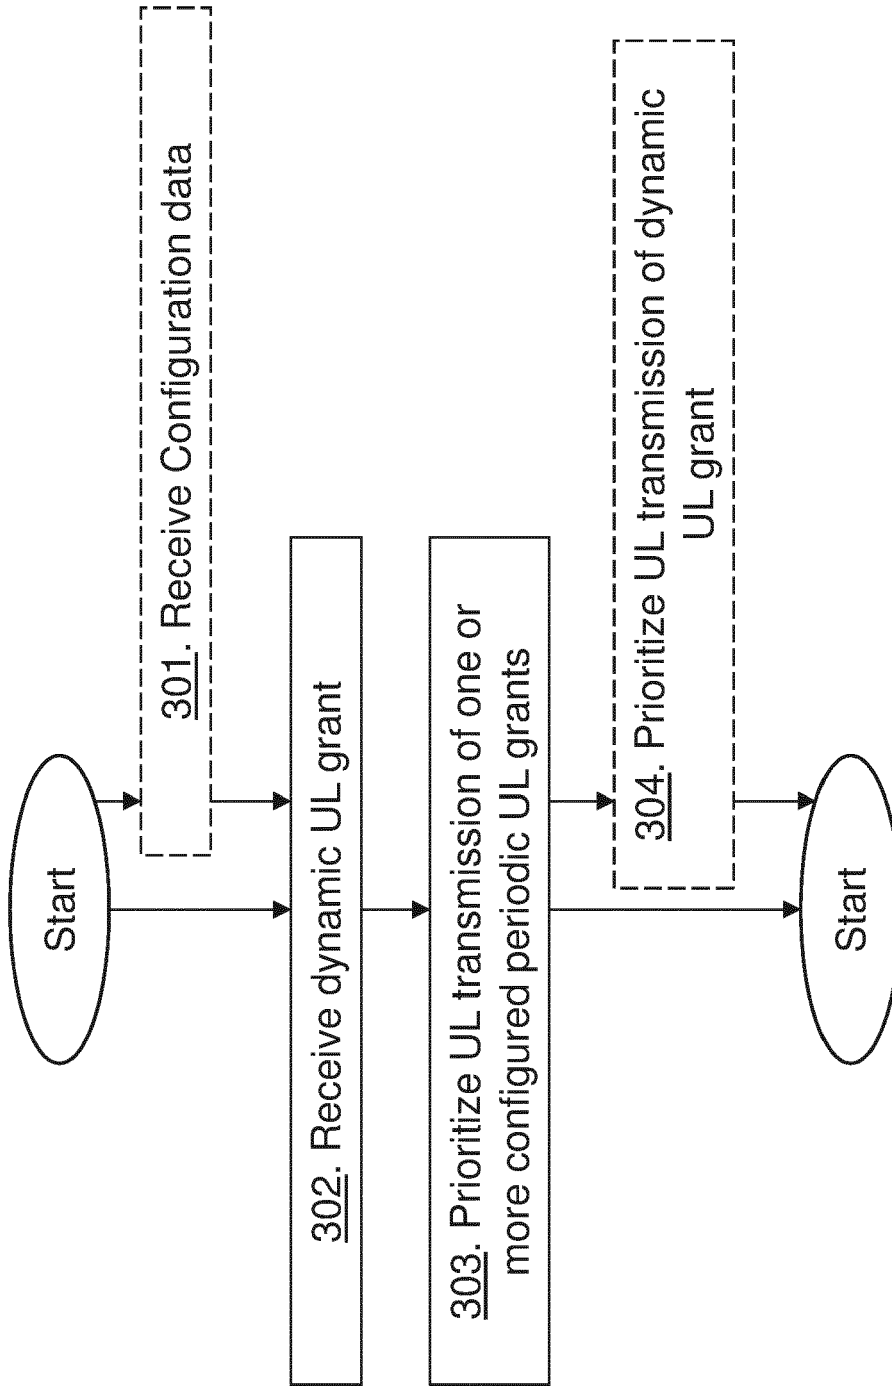 Start
301. Receive Configuration data
302. Receive dynamic UL grant
303. Prioritize UL transmission of one or
more configured periodic UL grants
304. Prioritize UL transmission of dynamic
UL grant
Start